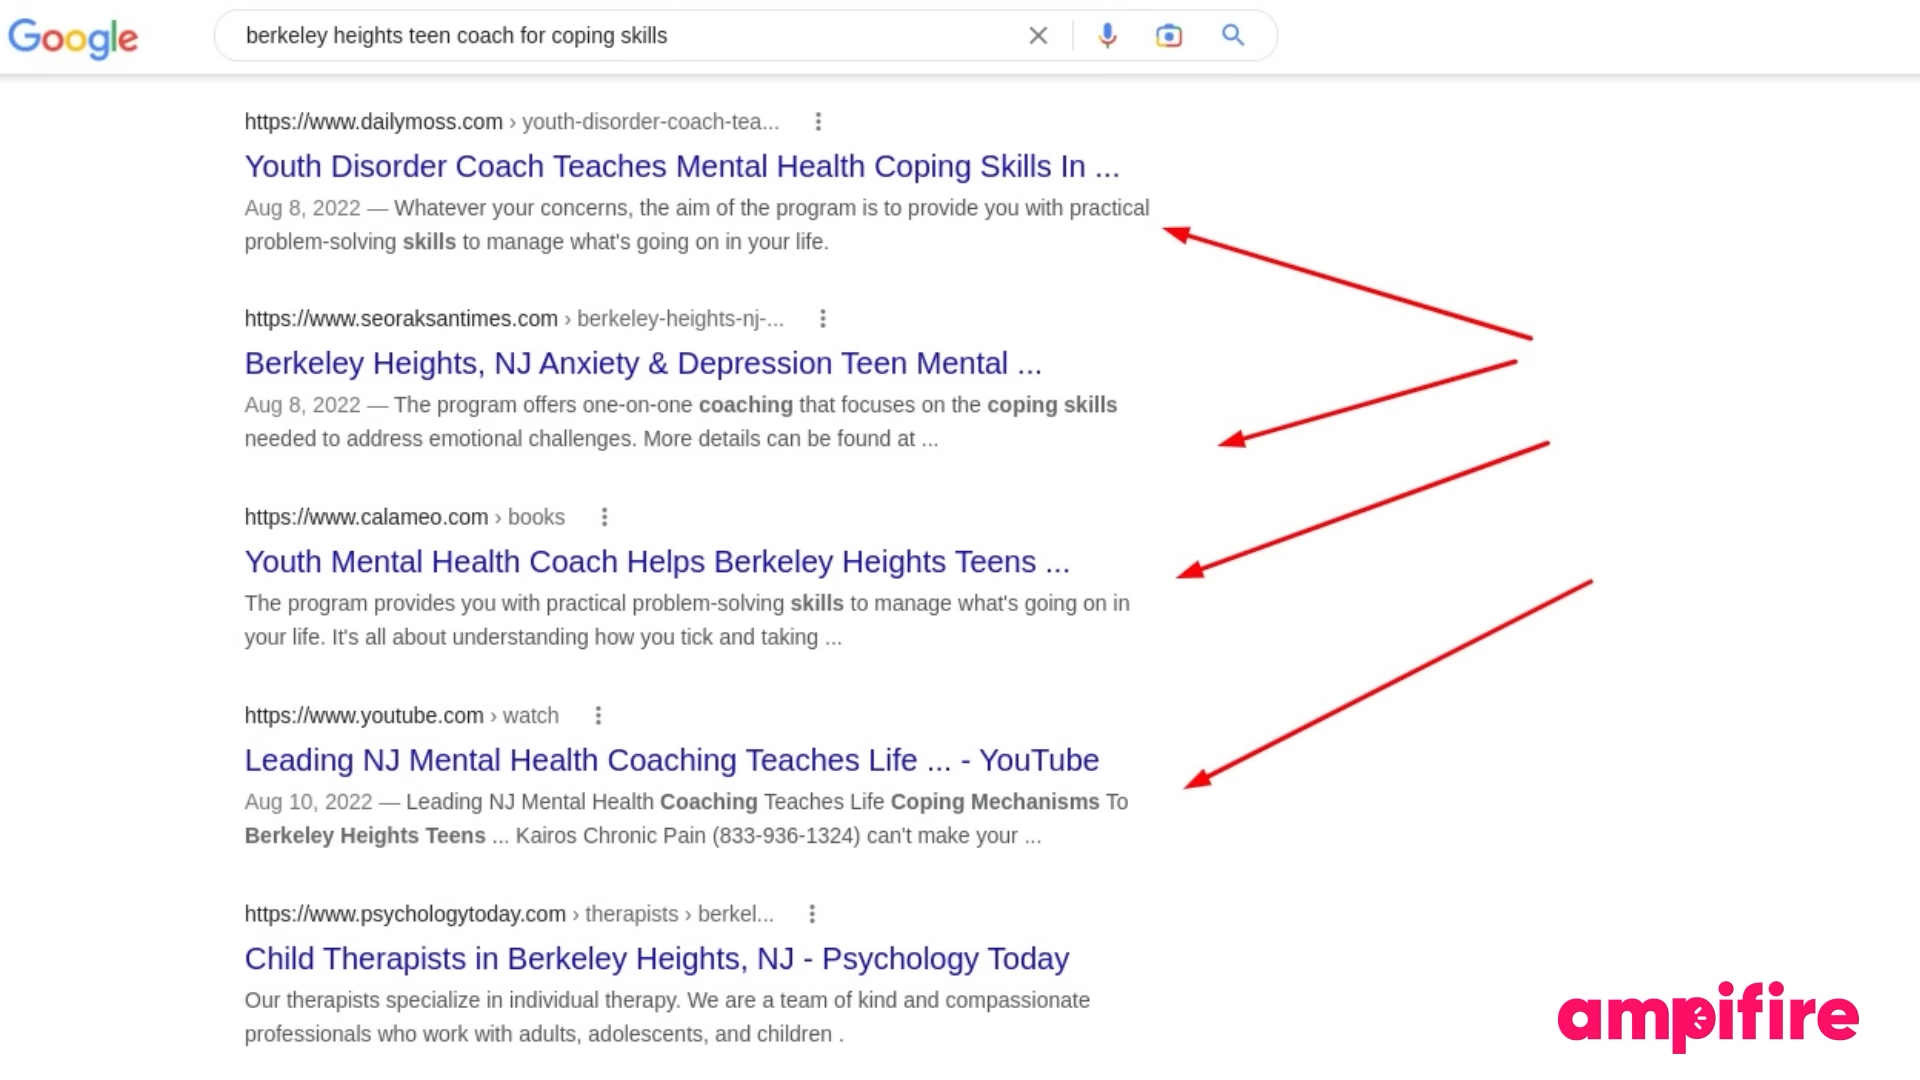 Google
berkeley heights teen coach for coping skills
https://www.dailymoss.com › youth-disorder-coach-tea...
Youth Disorder Coach Teaches Mental Health Coping Skills In ...
Aug 8, 2022 — Whatever your concerns, the aim of the program is to provide you with practical
problem-solving skills to manage what's going on in your life.
https://www.seoraksantimes.com › berkeley-heights-nj-...
Berkeley Heights, NJ Anxiety & Depression Teen Mental ...
Aug 8, 2022 — The program offers one-on-one coaching that focuses on the coping skills
needed to address emotional challenges. More details can be found at ...
https://www.calameo.com › books
Youth Mental Health Coach Helps Berkeley Heights Teens ...
The program provides you with practical problem-solving skills to manage what's going on in
your life. It's all about understanding how you tick and taking ...
https://www.youtube.com › watch
Leading NJ Mental Health Coaching Teaches Life ... - YouTube
Aug 10, 2022 — Leading NJ Mental Health Coaching Teaches Life Coping Mechanisms To
Berkeley Heights Teens ... Kairos Chronic Pain (833-936-1324) can't make your ...
https://www.psychologytoday.com › therapists › berkel...
Child Therapists in Berkeley Heights, NJ - Psychology Today
Our therapists specialize in individual therapy. We are a team of kind and compassionate
professionals who work with adults, adolescents, and children .
ampifire